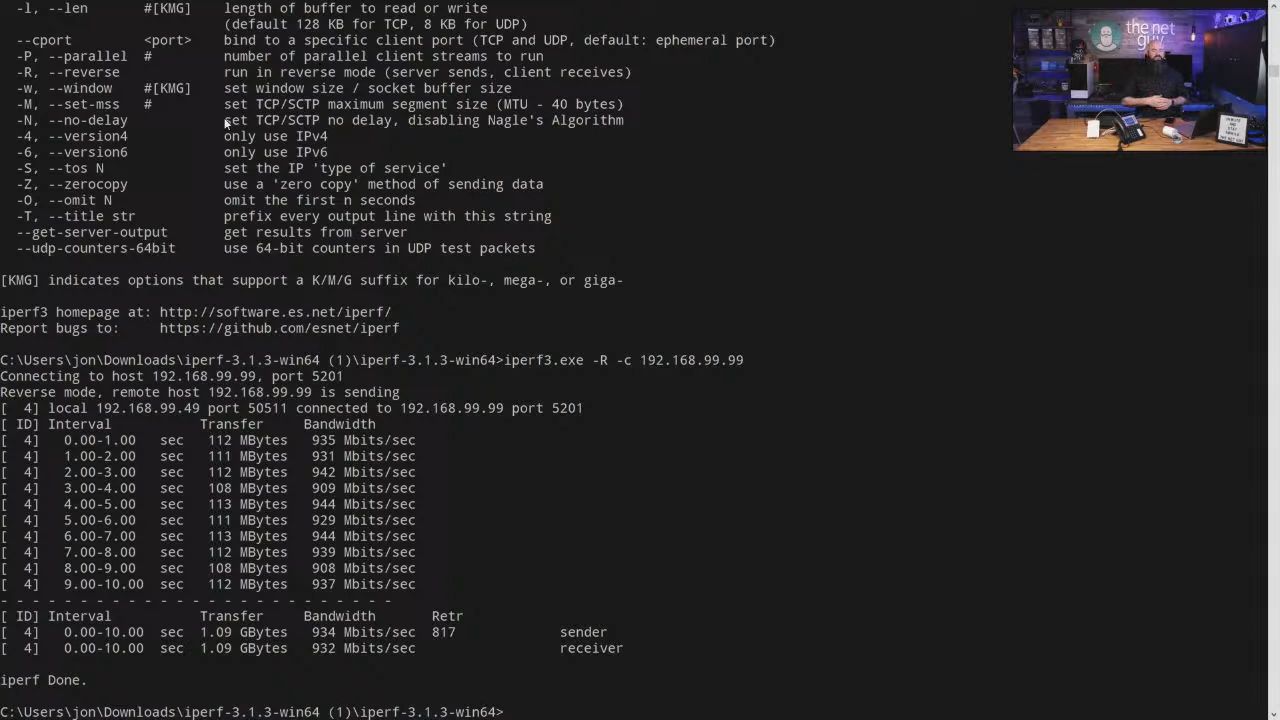 -l, --len #[KMG] length of buffer to read or write
(default 128 KB for TCP, 8 KB for UDP)
--cport <port> bind to a specific client port (TCP and UDP, default: ephemeral port)
-P, --parallel # number of parallel client streams to run
-R, --reverse run in reverse mode (server sends, client receives)
-w, --window #[KMG] set window size / socket buffer size
-M, --set-mss # set TCP/SCTP maximum segment size (MTU - 40 bytes)
-N, --no-delay set TCP/SCTP no delay, disabling Nagle's Algorithm
-4, --version4 only use IPv4
-6, --version6 only use IPv6
-S, --tos N set the IP 'type of service'
-Z, --zerocopy use a 'zero copy' method of sending data
-O, --omit N omit the first n seconds
-T, --title str prefix every output line with this string
--get-server-output get results from server
--udp-counters-64bit use 64-bit counters in UDP test packets
[KMG] indicates options that support a K/M/G suffix for kilo-, mega-, or giga-
iperf3 homepage at: http://software.es.net/iperf/
Report bugs to: https://github.com/esnet/iperf
C:\Users\jon\Downloads\iperf-3.1.3-win64 (1)\iperf-3.1.3-win64>iperf3.exe -R -c 192.168.99.99
Connecting to host 192.168.99.99, port 5201
Reverse mode, remote host 192.168.99.99 is sending
[ 4] local 192.168.99.49 port 50511 connected to 192.168.99.99 port 5201
[ ID] Interval Transfer Bandwidth
[ 4] 0.00-1.00 sec 112 MBytes 935 Mbits/sec
[ 4] 1.00-2.00 sec 111 MBytes 931 Mbits/sec
[ 4] 2.00-3.00 sec 112 MBytes 942 Mbits/sec
[ 4] 3.00-4.00 sec 108 MBytes 909 Mbits/sec
[ 4] 4.00-5.00 sec 113 MBytes 944 Mbits/sec
[ 4] 5.00-6.00 sec 111 MBytes 929 Mbits/sec
[ 4] 6.00-7.00 sec 113 MBytes 944 Mbits/sec
[ 4] 7.00-8.00 sec 112 MBytes 939 Mbits/sec
[ 4] 8.00-9.00 sec 108 MBytes 909 Mbits/sec
[ 4] 9.00-10.00 sec 112 MBytes 937 Mbits/sec
- - - - - - - - - - - - - - - - - - - - - - - - -
[ ID] Interval Transfer Bandwidth Retr
[ 4] 0.00-10.00 sec 1.09 GBytes 934 Mbits/sec 817 sender
[ 4] 0.00-10.00 sec 1.09 GBytes 932 Mbits/sec receiver
iperf Done.
C:\Users\jon\Downloads\iperf-3.1.3-win64 (1)\iperf-3.1.3-win64>
the net
guy